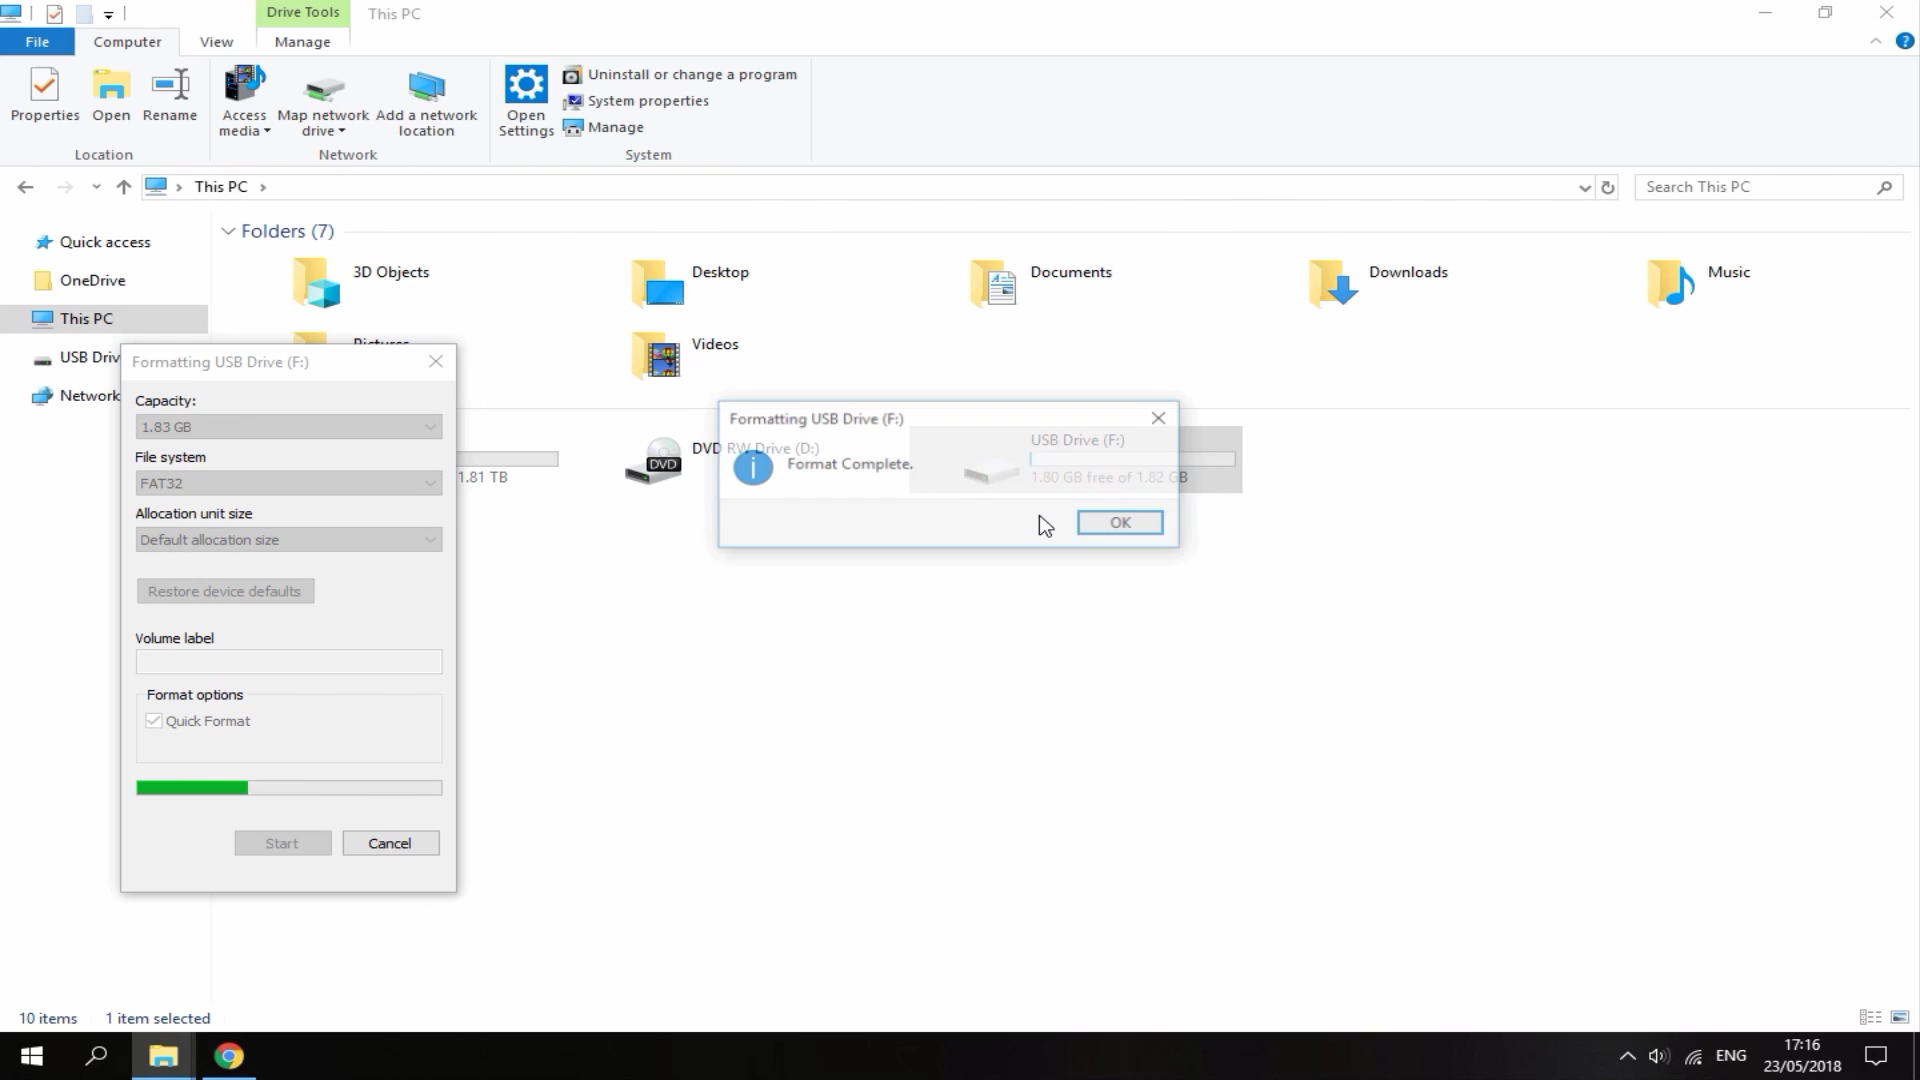 Drive Tools
This PC
File
Computer
View
Manage
Properties
Open
Rename
Access
media
Map network
drive
Add a network
location
Open
Settings
Uninstall or change a program
System properties
Manage
Location
Network
System
This PC
Search This PC
Quick access
OneDrive
This PC
USB Driv
Network
Folders (7)
3D Objects
Desktop
Documents
Downloads
Music
Pictures
Videos
1.81 TB
DVD RW Drive (D:)
DVD
USB Drive (F:)
1.80 GB free of 1.82 GB
Formatting USB Drive (F:)
Capacity:
1.83 GB
File system
FAT32
Allocation unit size
Default allocation size
Restore device defaults
Volume label
Format options
Quick Format
Start
Cancel
Formatting USB Drive (F:)
Format Complete.
OK
10 items
1 item selected
ENG
17:16
23/05/2018